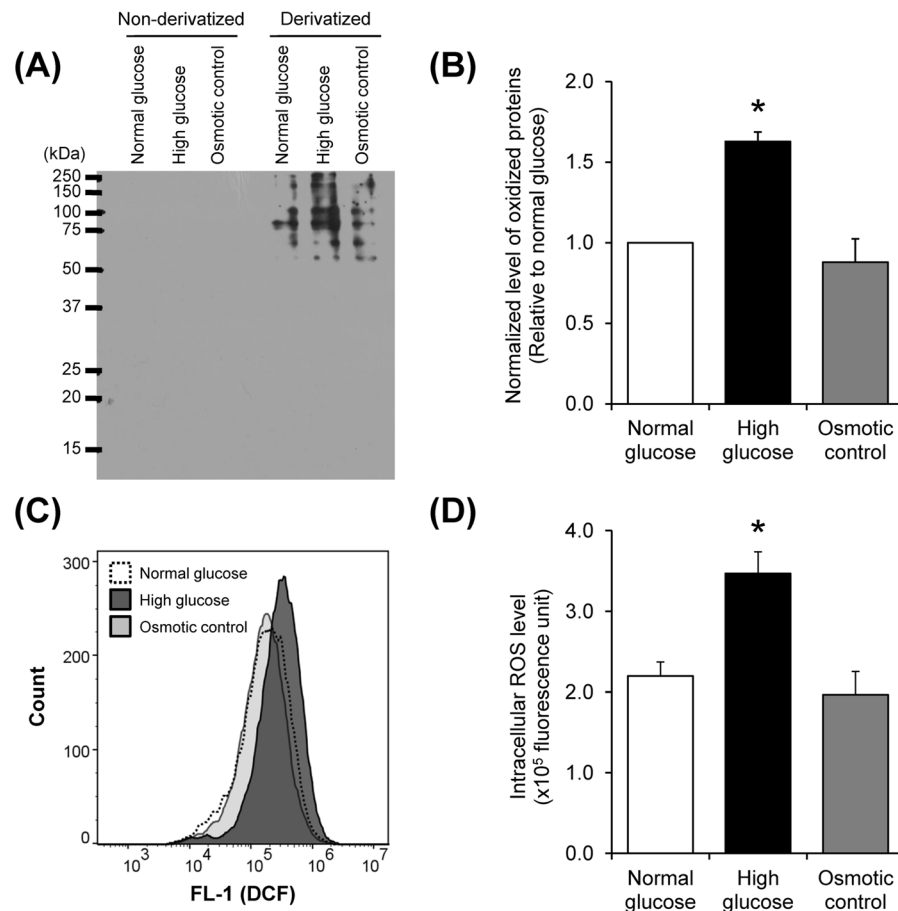 Non-derivatized
Derivatized
(A)
Normal glucose
High glucose
Osmotic control
Normal glucose
High glucose
Osmotic control
(kDa)
250
150
100
75
50
37
25
20
15
(B)
Normalized level of oxidized proteins
(Relative to normal glucose)
2.0
1.5
1.0
0.5
0.0
*
Normal
glucose
High
glucose
Osmotic
control
(C)
Count
300
200
100
0
Normal glucose
High glucose
Osmotic control
10³
10⁴
10⁵
10⁶
10⁷
FL-1 (DCF)
(D)
Intracellular ROS level
(x10⁵ fluorescence unit)
4.0
3.0
2.0
1.0
0.0
*
Normal
glucose
High
glucose
Osmotic
control